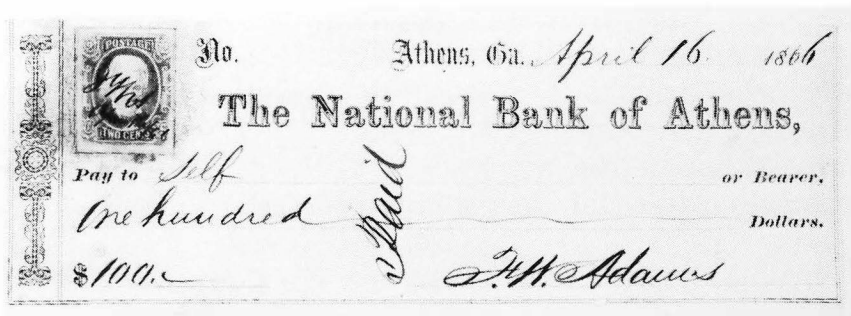 POSTAGE
TWO CENTS
No. Athens, Ga. April 16 1866
The National Bank of Athens,
Pay to Self or Bearer.
One hundred Dollars.
Paid
$100.
F.W. Adams